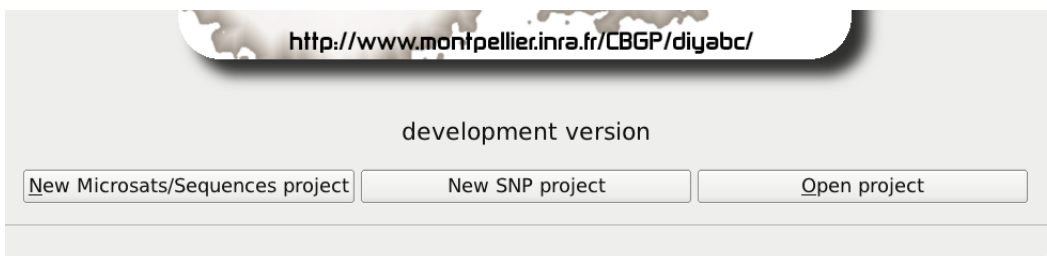 http://www.montpellier.inra.fr/CBGP/diyabc/
development version
New Microsats/Sequences project
New SNP project
Open project